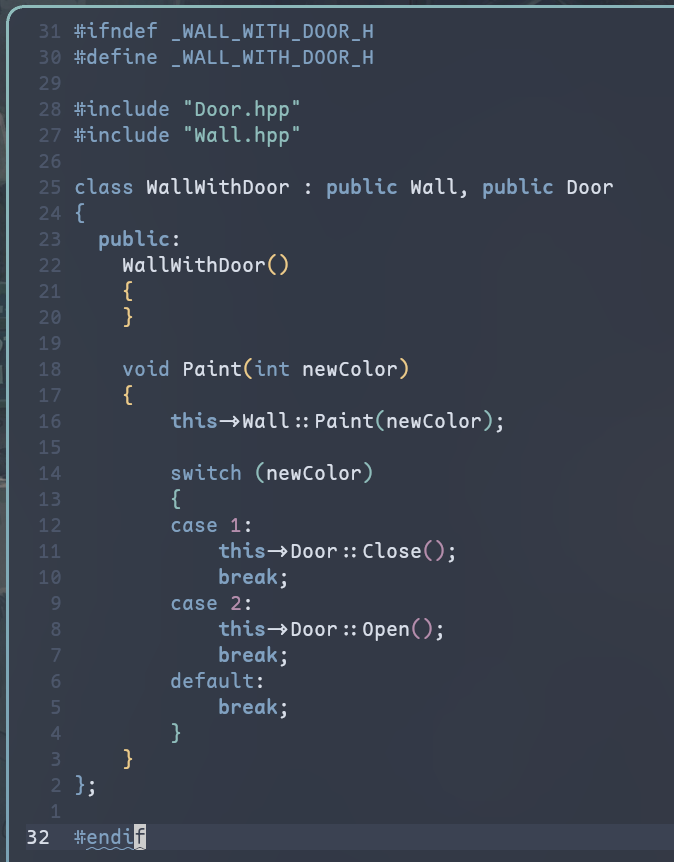 31 #ifndef _WALL_WITH_DOOR_H
30 #define _WALL_WITH_DOOR_H
29
28 #include "Door.hpp"
27 #include "Wall.hpp"
26
25 class WallWithDoor : public Wall, public Door
24 {
23   public:
22     WallWithDoor()
21     {
20     }
19
18     void Paint(int newColor)
17     {
16         this->Wall::Paint(newColor);
15
14         switch (newColor)
13         {
12         case 1:
11             this->Door::Close();
10             break;
9         case 2:
8             this->Door::Open();
7             break;
6         default:
5             break;
4         }
3     }
2 };
1
32 #endif